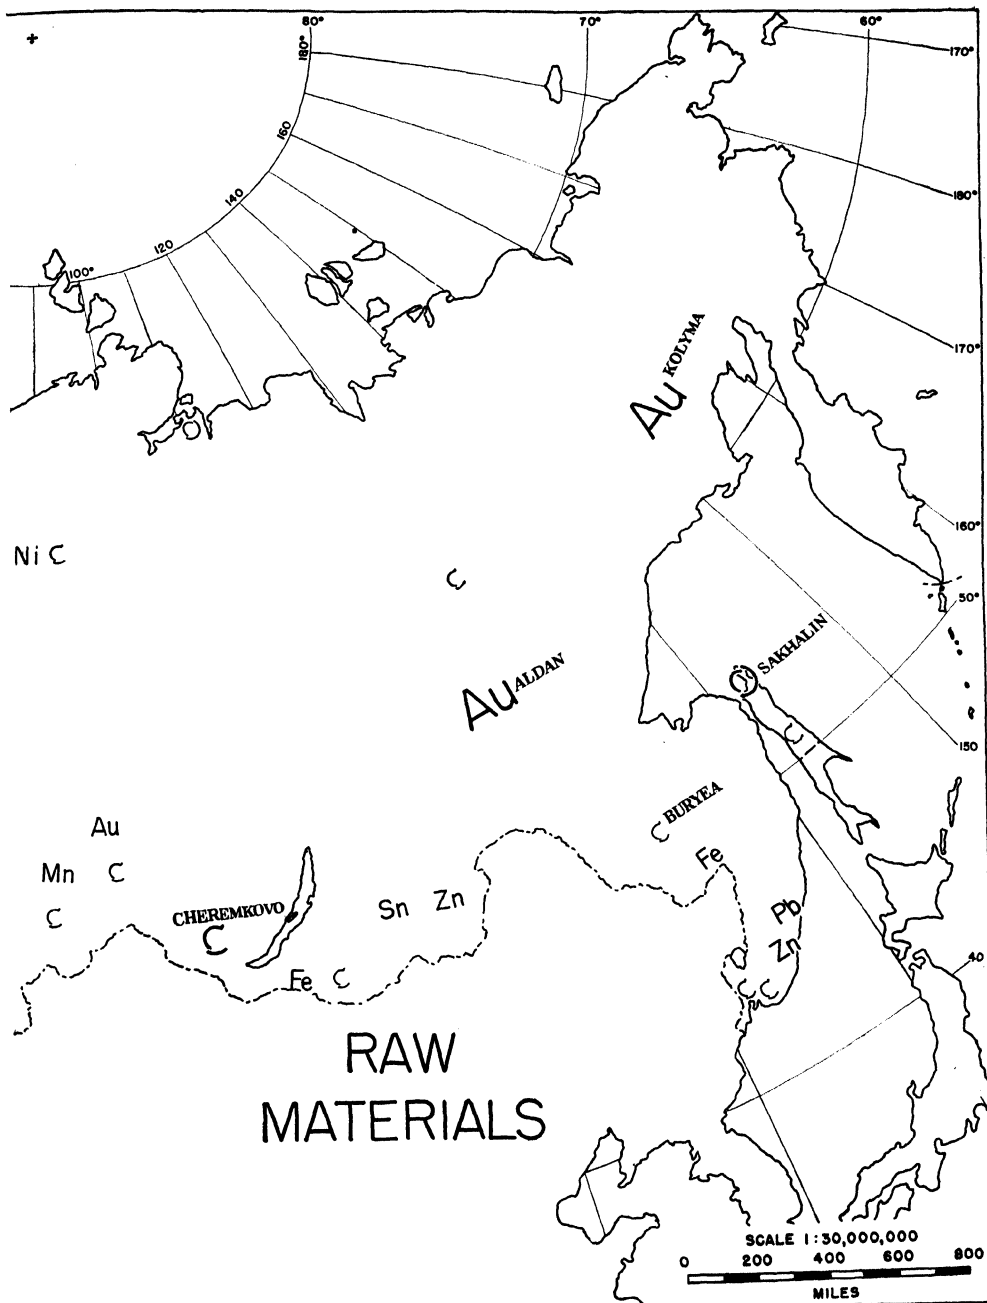 80°
70°
60°
180°
170°
160
140
180°
120
100°
170°
KOLYMA
Au
160°
Ni C
C
50°
SAKHALIN
Au ALDAN
C
150
C BURYEA
Au
Fe
Mn C
Sn Zn
C
CHEREMKOVO
C
Pb
Zn
40
Fe C
C C
RAW
MATERIALS
SCALE 1:30,000,000
0 200 400 600 800
MILES